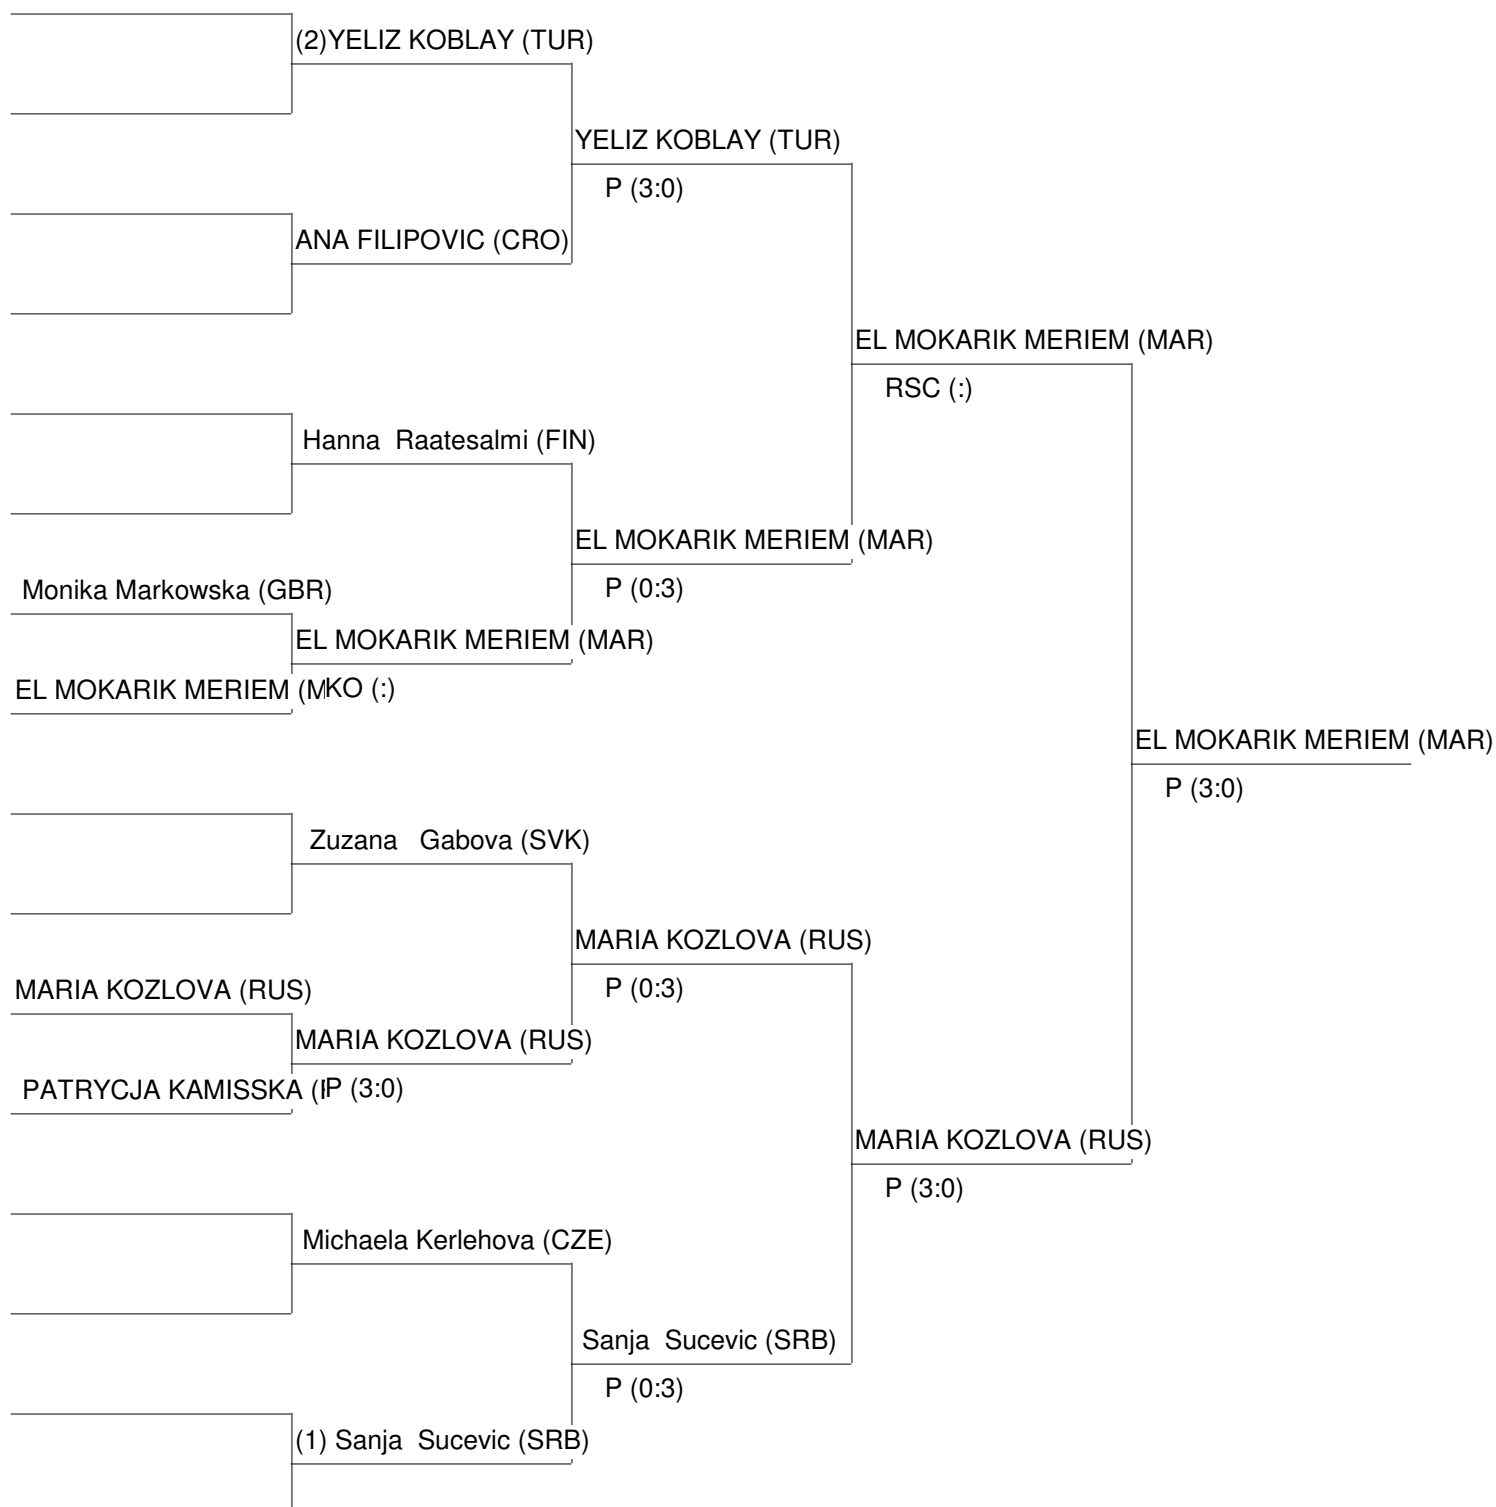 (2)YELIZ KOBLAY (TUR)
YELIZ KOBLAY (TUR)
P (3:0)
ANA FILIPOVIC (CRO)
EL MOKARIK MERIEM (MAR)
RSC (:)
Hanna Raatesalmi (FIN)
EL MOKARIK MERIEM (MAR)
P (0:3)
Monika Markowska (GBR)
EL MOKARIK MERIEM (MAR)
EL MOKARIK MERIEM (M
KO (:)
EL MOKARIK MERIEM (MAR)
P (3:0)
Zuzana Gabova (SVK)
MARIA KOZLOVA (RUS)
P (0:3)
MARIA KOZLOVA (RUS)
MARIA KOZLOVA (RUS)
PATRYCJA KAMISSKA (
P (3:0)
MARIA KOZLOVA (RUS)
P (3:0)
Michaela Kerlehova (CZE)
Sanja Sucevic (SRB)
P (0:3)
(1) Sanja Sucevic (SRB)